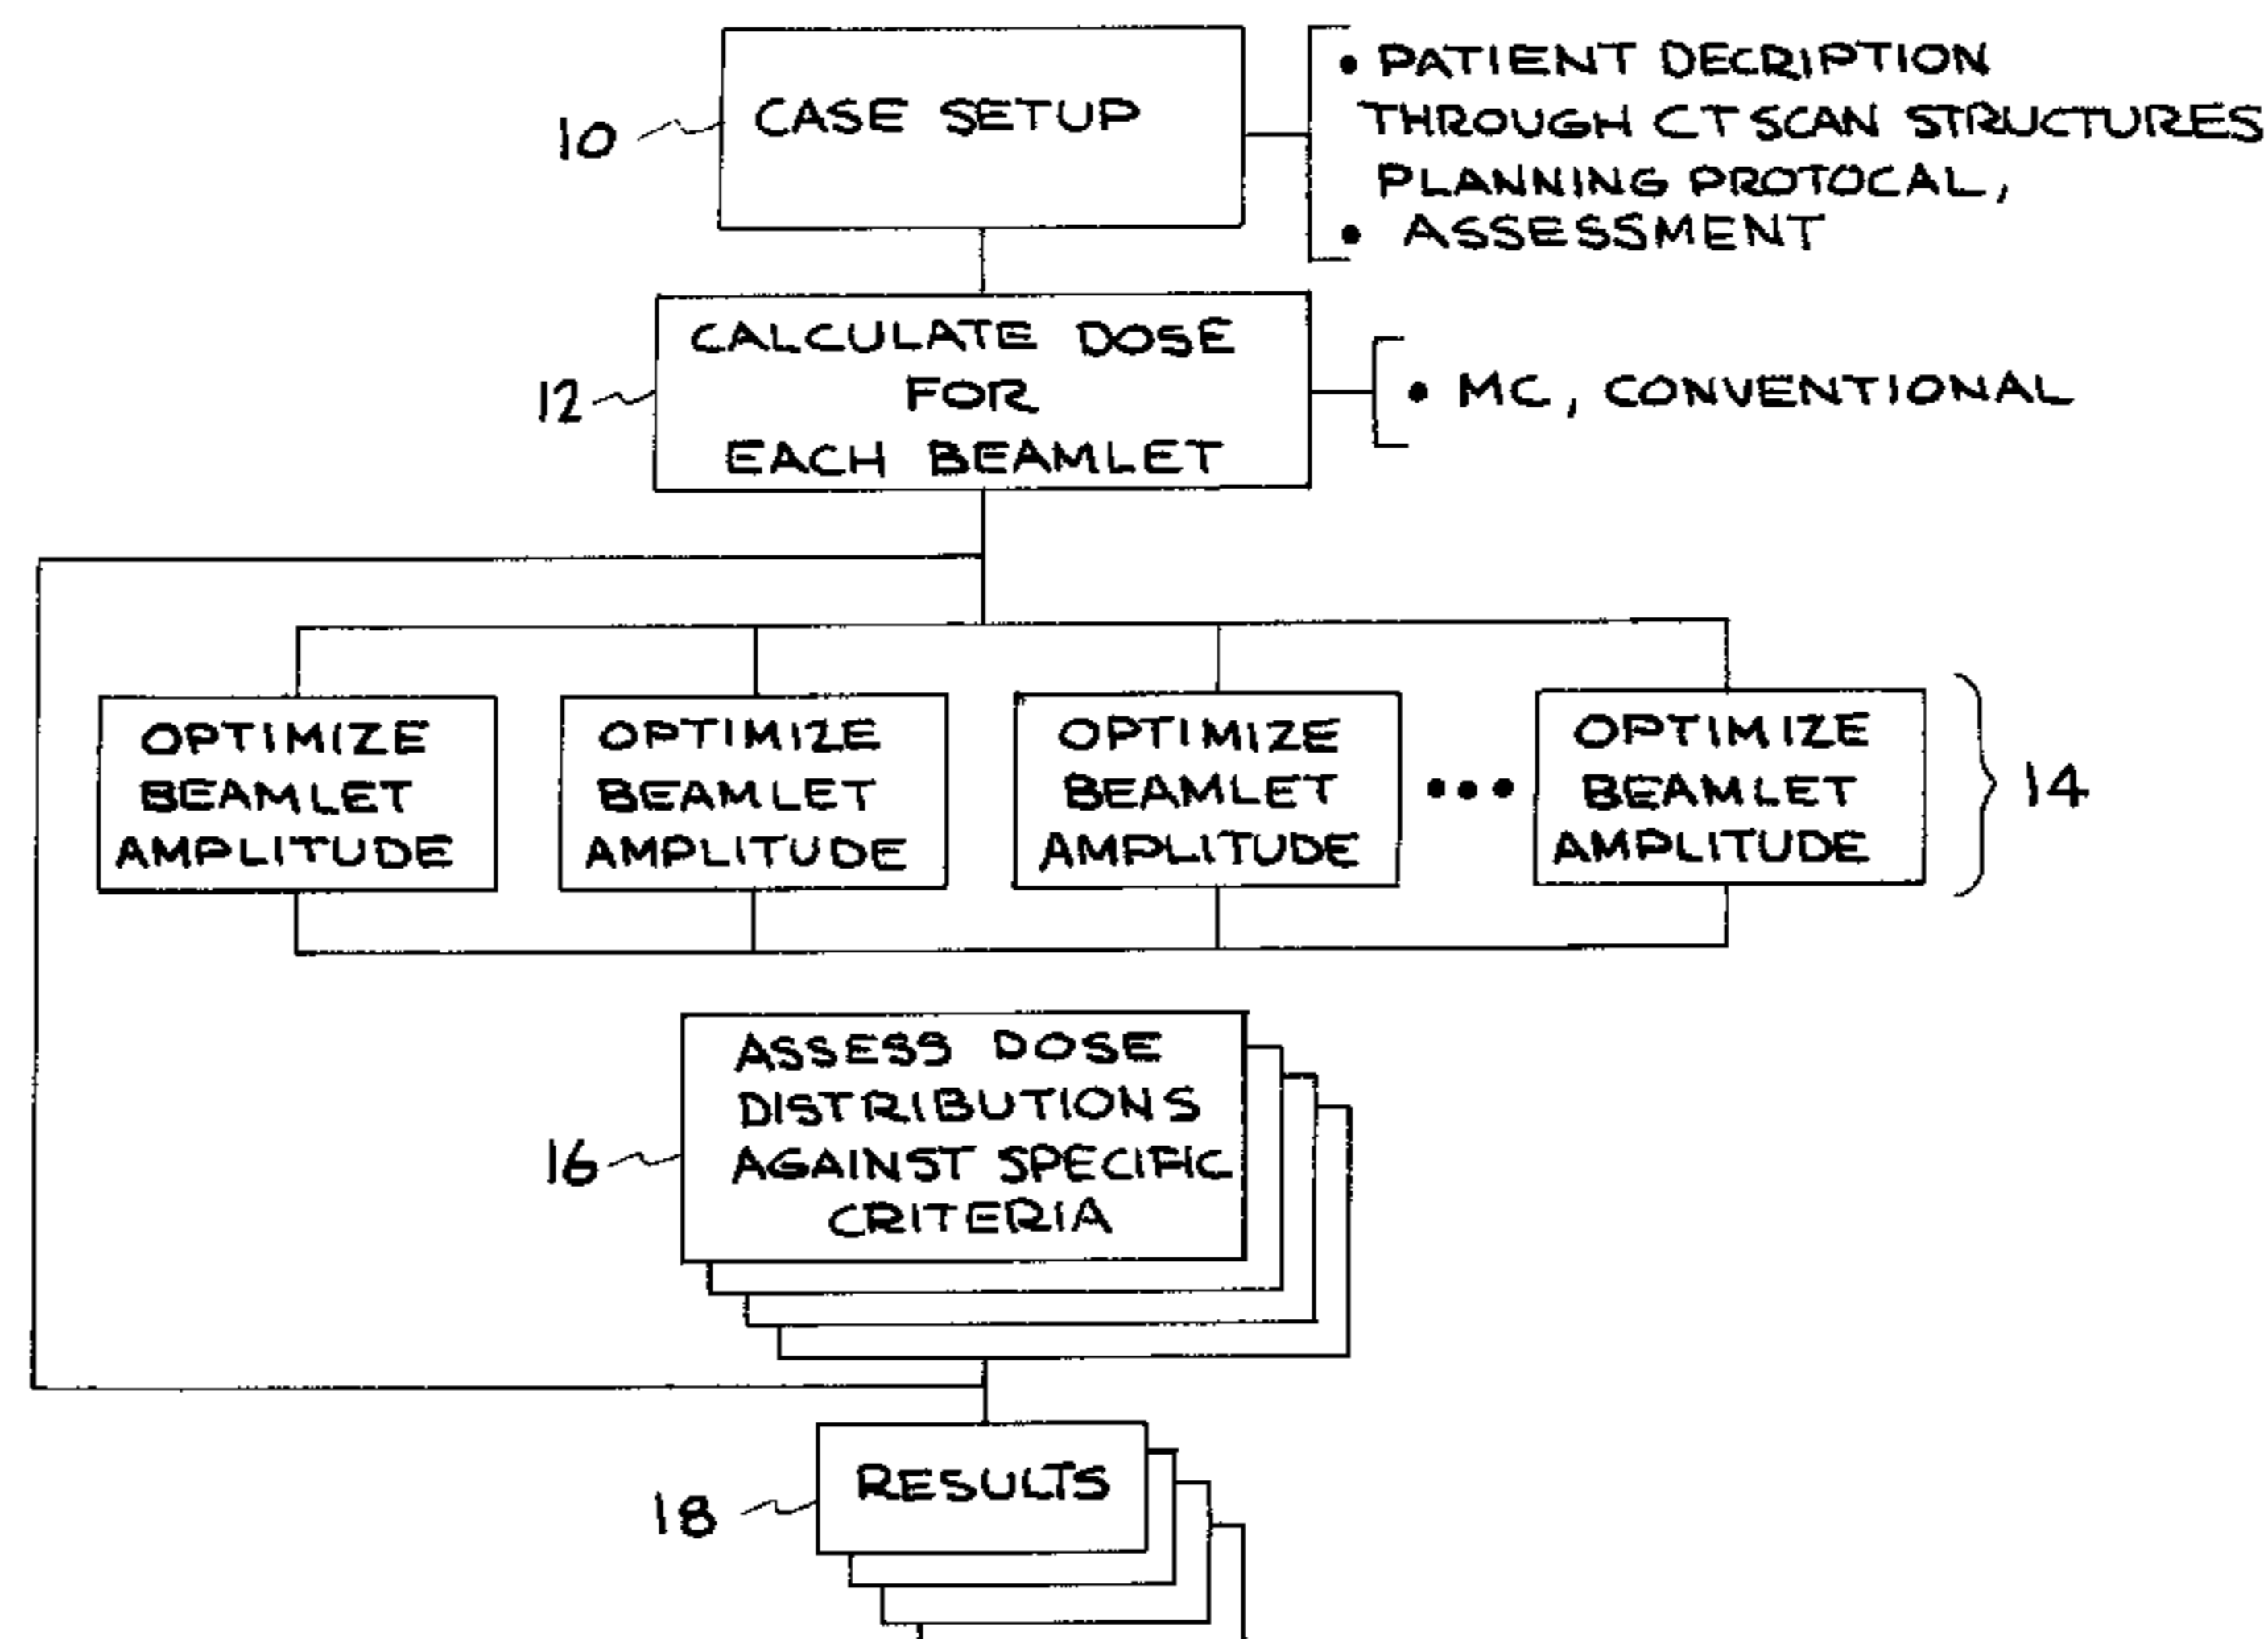 10
CASE SETUP
• PATIENT DECRIPTION
THROUGH CT SCAN STRUCTURES
PLANNING PROTOCAL,
• ASSESSMENT
12
CALCULATE DOSE
FOR
EACH BEAMLET
• MC, CONVENTIONAL
OPTIMIZE
BEAMLET
AMPLITUDE
OPTIMIZE
BEAMLET
AMPLITUDE
OPTIMIZE
BEAMLET
AMPLITUDE
•••
OPTIMIZE
BEAMLET
AMPLITUDE
14
16
ASSESS DOSE
DISTRIBUTIONS
AGAINST SPECIFIC
CRITERIA
18
RESULTS